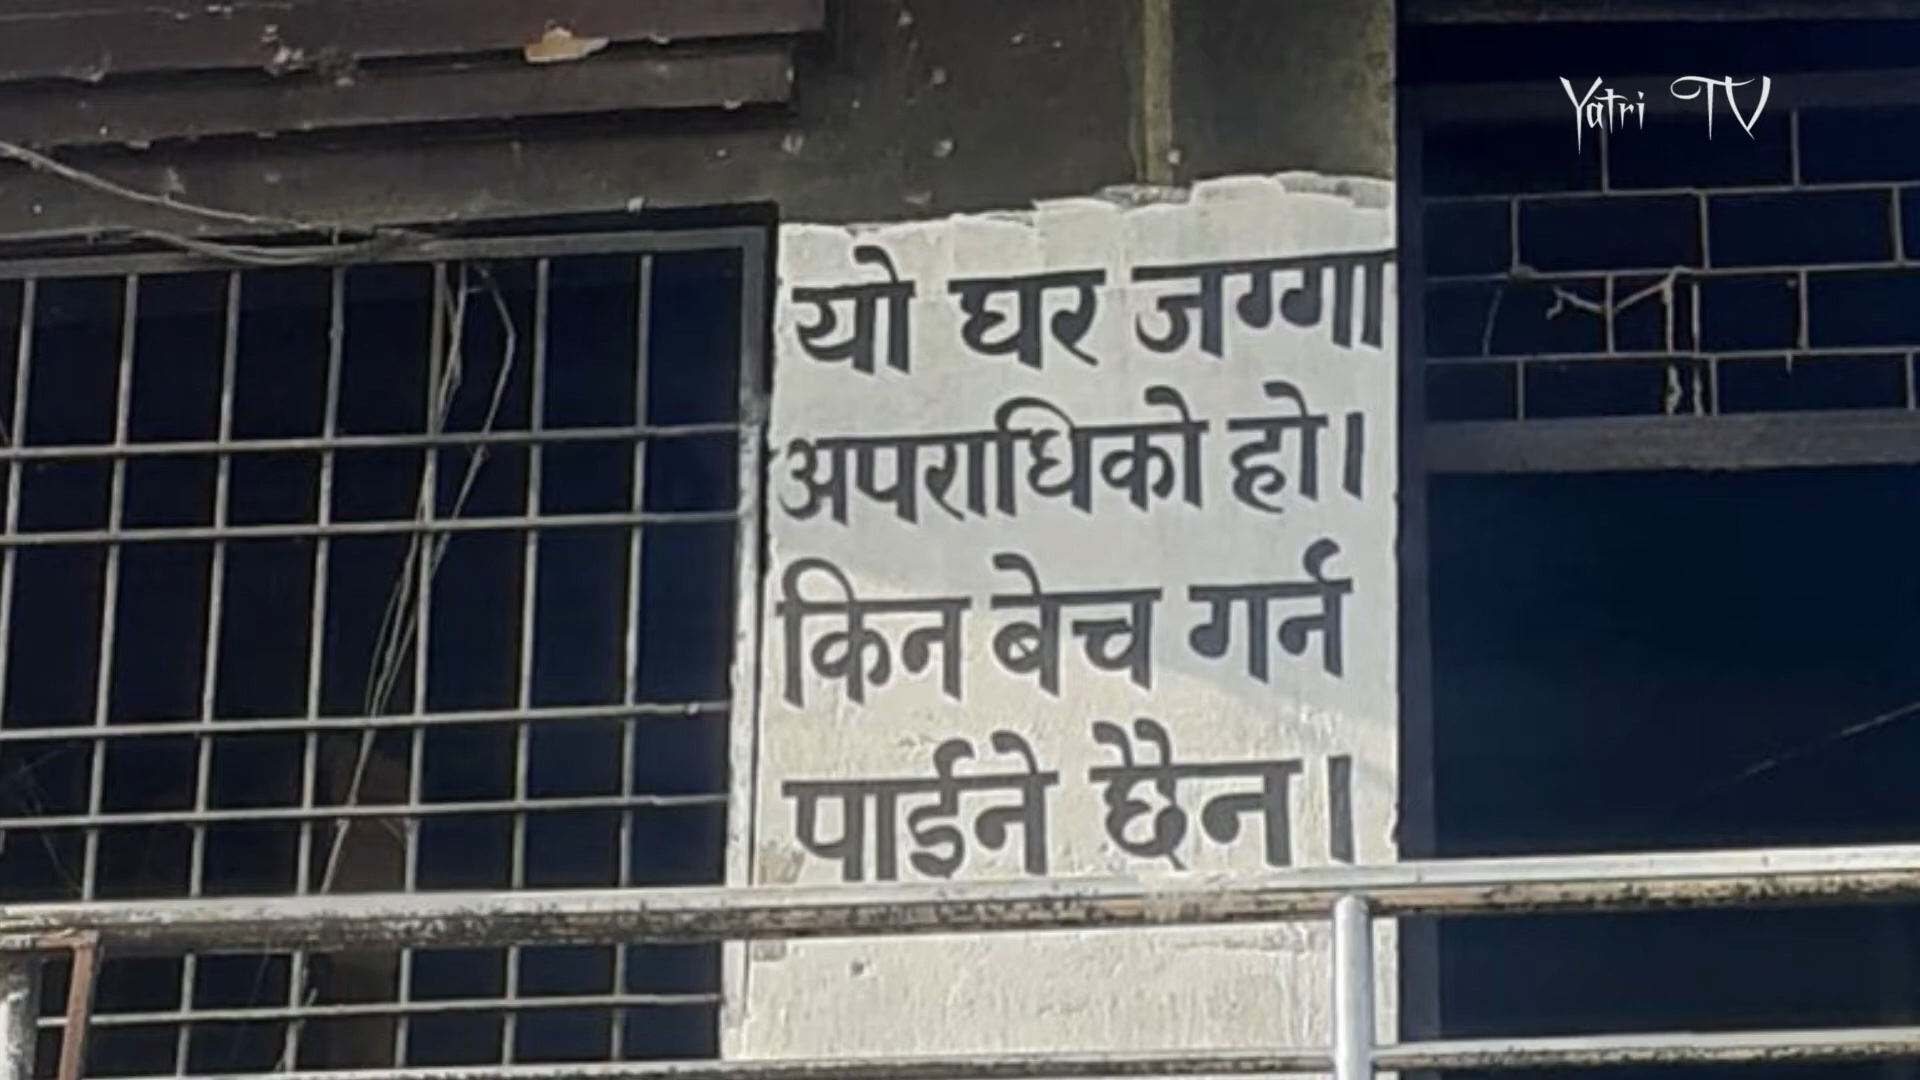 Yatri TV
यो घर जग्गा
अपराधिको हो।
किन बेच गर्न
पाईने छैन।